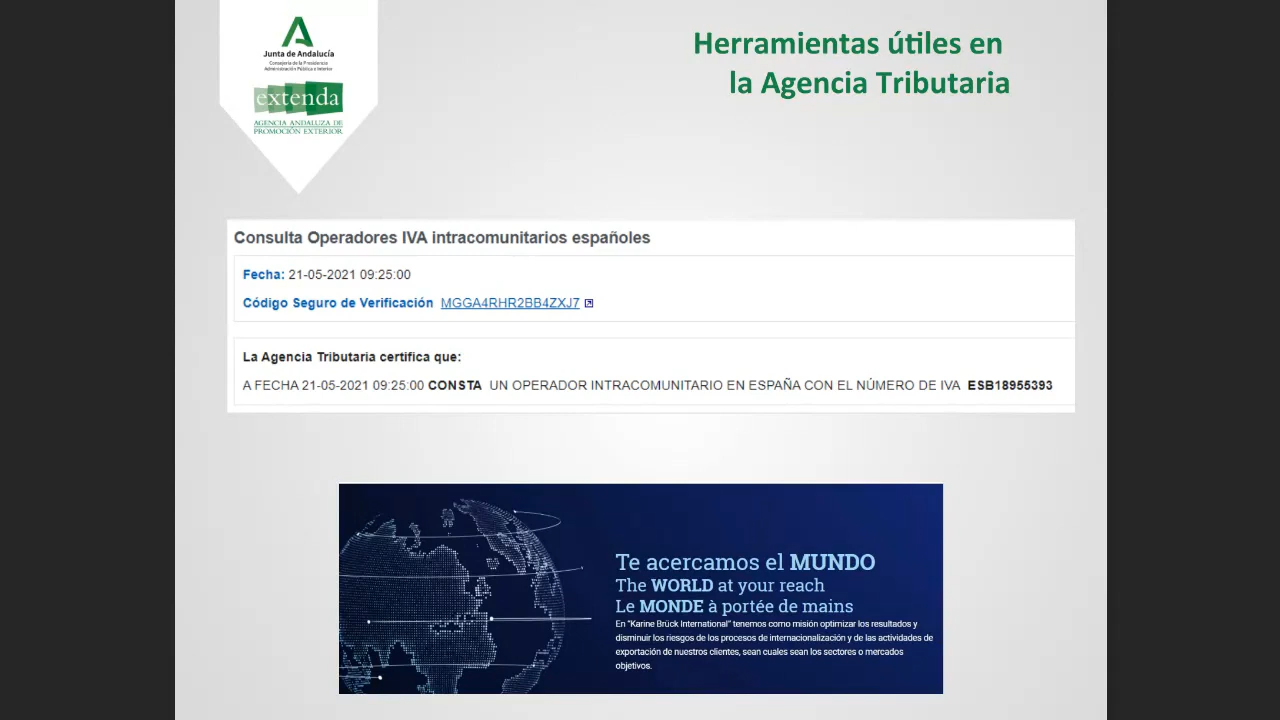 Junta de Andalucía
Consejería de la Presidencia
Administración Pública e Interior
extenda
AGENCIA ANDALUZA DE
PROMOCIÓN EXTERIOR
Herramientas útiles en
la Agencia Tributaria
Consulta Operadores IVA intracomunitarios españoles
Fecha: 21-05-2021 09:25:00
Código Seguro de Verificación MGGA4RHR2BB4ZXJ7
La Agencia Tributaria certifica que:
A FECHA 21-05-2021 09:25:00 CONSTA UN OPERADOR INTRACOMUNITARIO EN ESPAÑA CON EL NÚMERO DE IVA ESB18955393
Te acercamos el MUNDO
The WORLD at your reach
Le MONDE à portée de mains
En "Karine Brück International" tenemos como misión optimizar los resultados y
disminuir los riesgos de los procesos de internacionalización y de las actividades de
exportación de nuestros clientes, sean cuales sean los sectores o mercados
objetivos.